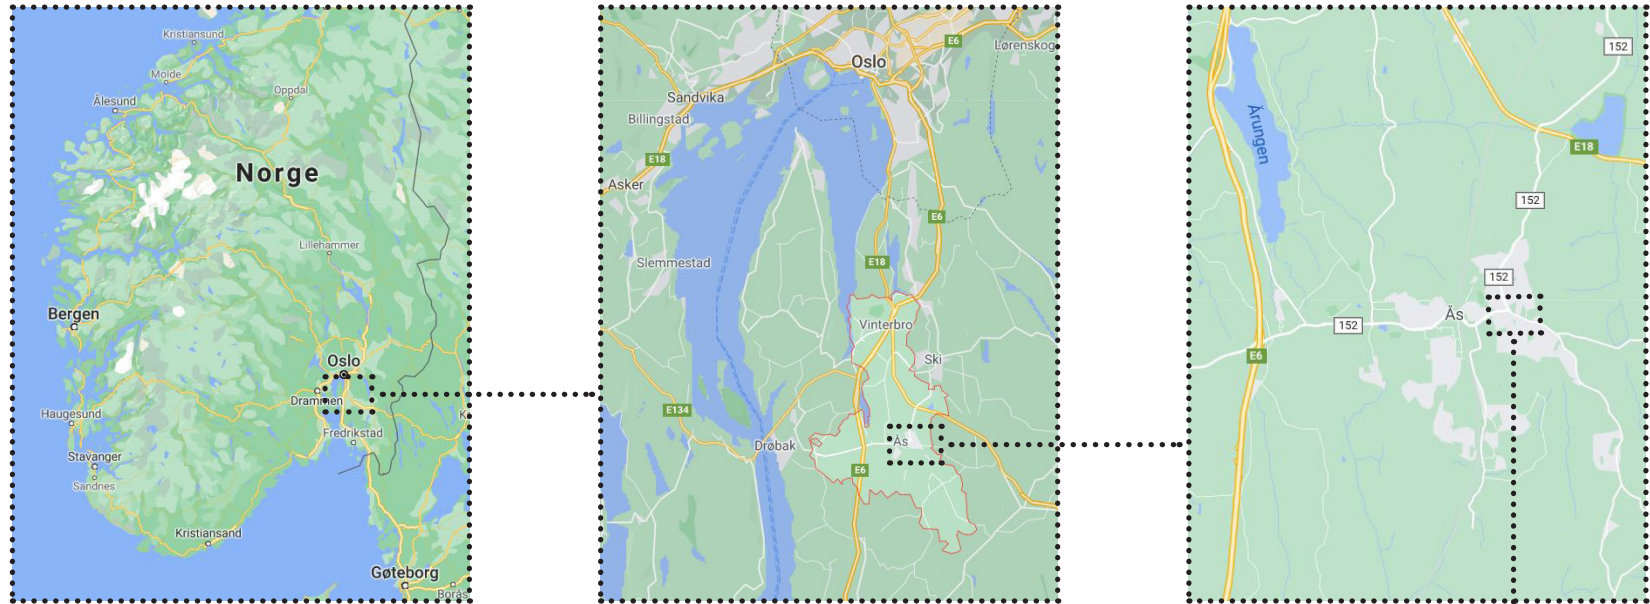 Kristiansund
Molde
Ålesund
Oppdal
Norge
Lillehammer
Bergen
Oslo
Drammen
Haugesund
Fredrikstad
Stavanger
Sandnes
Kristiansand
Gøteborg
Borås
E6
Lørenskog
Oslo
Sandvika
Billingstad
E18
Asker
E6
Slemmestad
E18
Vinterbro
Ski
E134
Drøbak
Ås
E6
152
Årungen
E18
152
152
Ås
152
E6